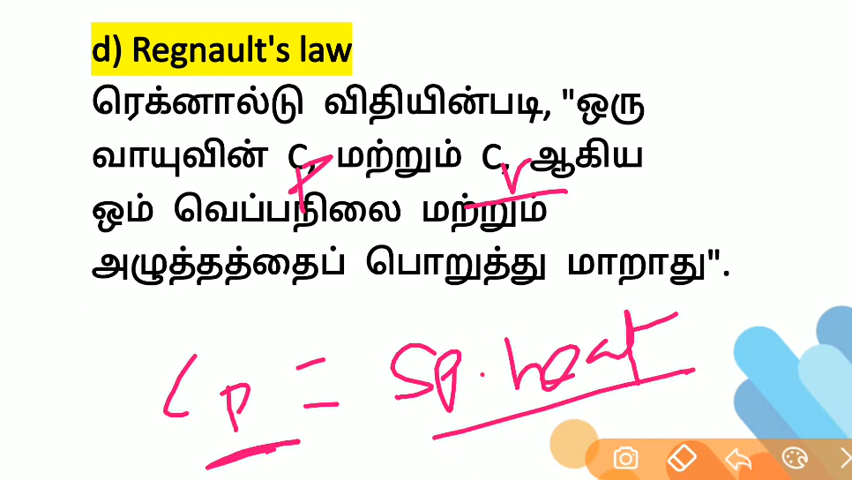 d) Regnault's law
ரெக்னால்டு விதியின்படி, "ஒரு
வாயுவின் Cₚ மற்றும் Cᵥ ஆகிய
ஒம் வெப்பநிலை மற்றும்
அழுத்தத்தைப் பொறுத்து மாறாது".
Cp = Sp. heat